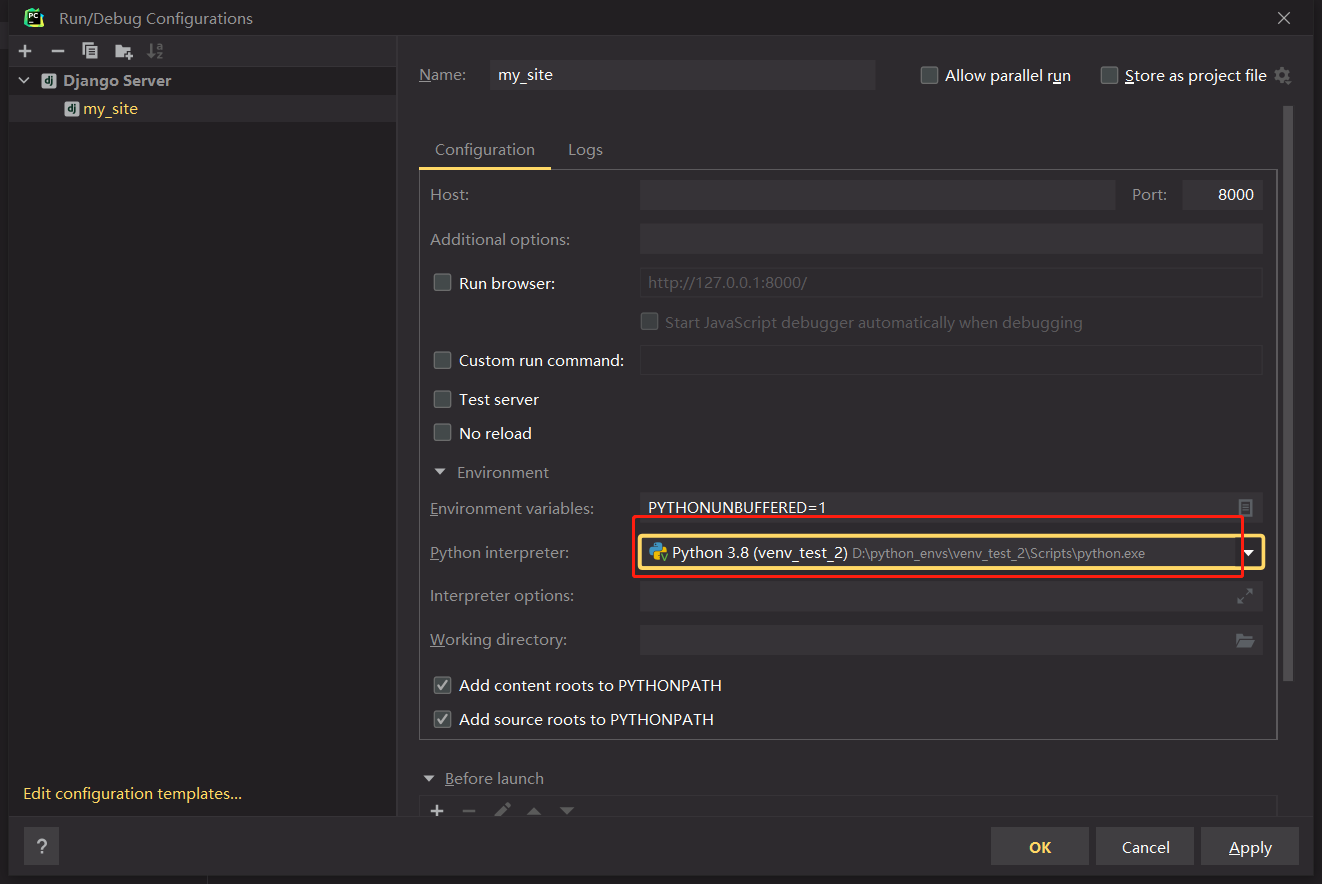 Run/Debug Configurations
Django Server
my_site
Edit configuration templates...
Name: my_site Allow parallel run Store as project file
Configuration Logs
Host: Port: 8000
Additional options:
Run browser: http://127.0.0.1:8000/
Start JavaScript debugger automatically when debugging
Custom run command:
Test server
No reload
Environment
Environment variables: PYTHONUNBUFFERED=1
Python interpreter: Python 3.8 (venv_test_2) D:\python_envs\venv_test_2\Scripts\python.exe
Interpreter options:
Working directory:
Add content roots to PYTHONPATH
Add source roots to PYTHONPATH
Before launch
? OK Cancel Apply